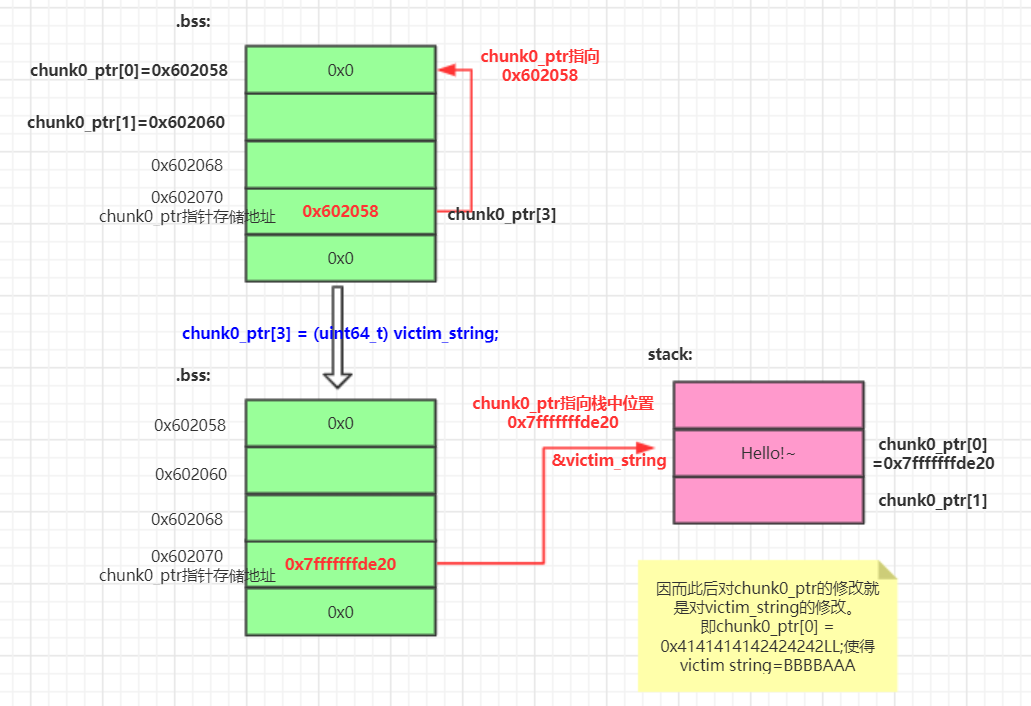 .bss:
chunk0_ptr指向
0x602058
chunk0_ptr[0]=0x602058
0x0
chunk0_ptr[1]=0x602060
0x602068
0x602070
chunk0_ptr指针存储地址
0x602058
chunk0_ptr[3]
0x0
chunk0_ptr[3] = (uint64_t) victim_string;
.bss:
stack:
0x602058
0x0
chunk0_ptr指向栈中位置
0x7fffffffde20
&victim_string
Hello!~
chunk0_ptr[0]
=0x7fffffffde20
0x602060
chunk0_ptr[1]
0x602068
0x602070
chunk0_ptr指针存储地址
0x7fffffffde20
0x0
因而此后对chunk0_ptr的修改就
是对victim_string的修改。
即chunk0_ptr[0] =
0x4141414142424242LL;使得
victim string=BBBBAAA